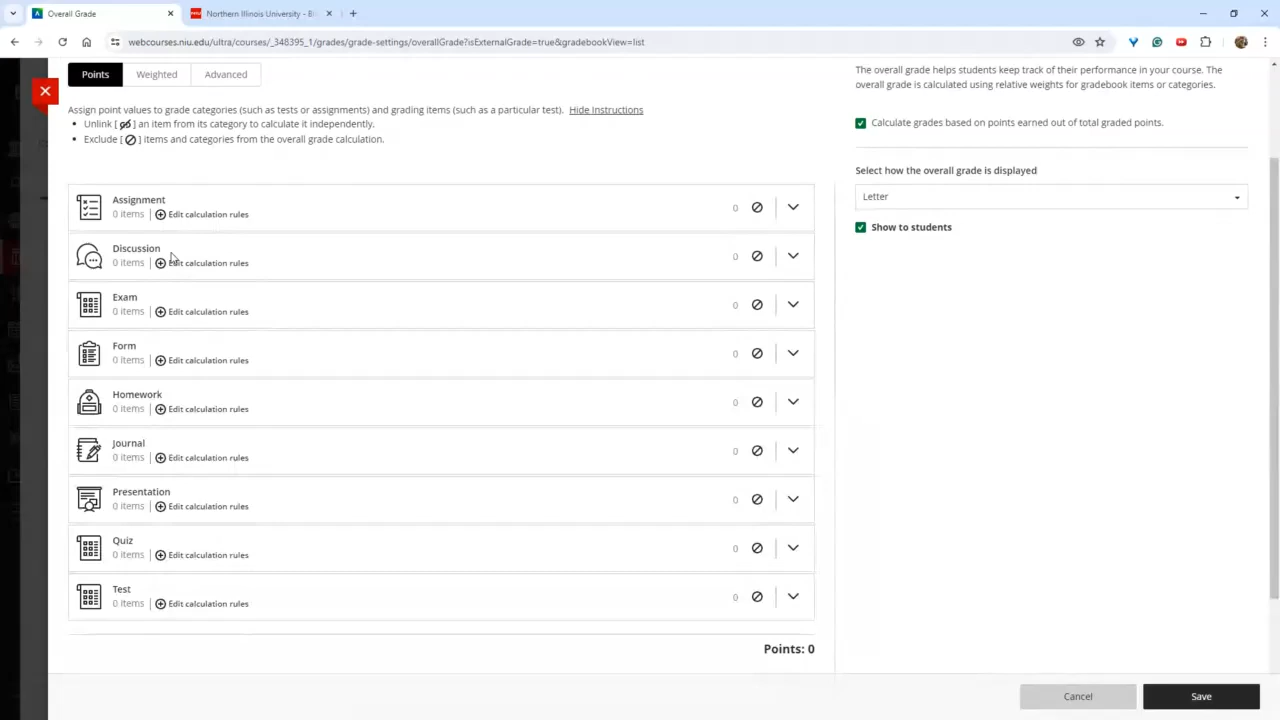 Overall Grade
Northern Illinois University - Bl
webcourses.niu.edu/ultra/courses/_348395_1/grades/grade-settings/overallGrade?isExternalGrade=true&gradebookView=list
Points
Weighted
Advanced
Assign point values to grade categories (such as tests or assignments) and grading items (such as a particular test). Hide Instructions
• Unlink [ ] an item from its category to calculate it independently.
• Exclude [ ] items and categories from the overall grade calculation.
Assignment
0 items | Edit calculation rules
0
Discussion
0 items | Edit calculation rules
0
Exam
0 items | Edit calculation rules
0
Form
0 items | Edit calculation rules
0
Homework
0 items | Edit calculation rules
0
Journal
0 items | Edit calculation rules
0
Presentation
0 items | Edit calculation rules
0
Quiz
0 items | Edit calculation rules
0
Test
0 items | Edit calculation rules
0
Points: 0
The overall grade helps students keep track of their performance in your course. The
overall grade is calculated using relative weights for gradebook items or categories.
Calculate grades based on points earned out of total graded points.
Select how the overall grade is displayed
Letter
Show to students
Cancel
Save